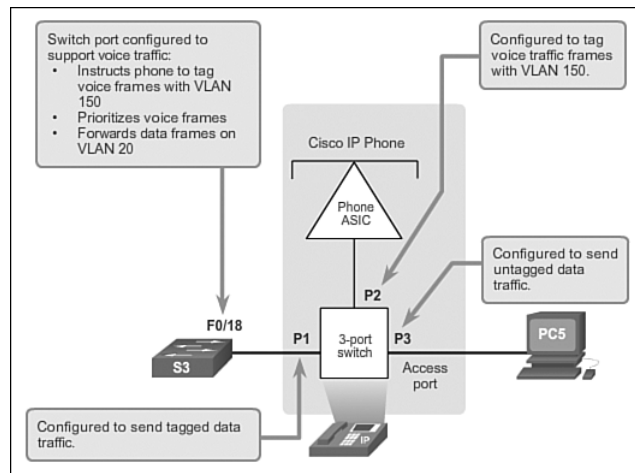 Switch port configured to
support voice traffic:
• Instructs phone to tag
voice frames with VLAN
150
• Prioritizes voice frames
• Forwards data frames on
VLAN 20
Configured to tag
voice traffic frames
with VLAN 150.
Cisco IP Phone
Phone
ASIC
Configured to send
untagged data
traffic.
P2
F0/18
P1
3-port
switch
P3
PC5
S3
Access
port
Configured to send tagged data
traffic.
IP